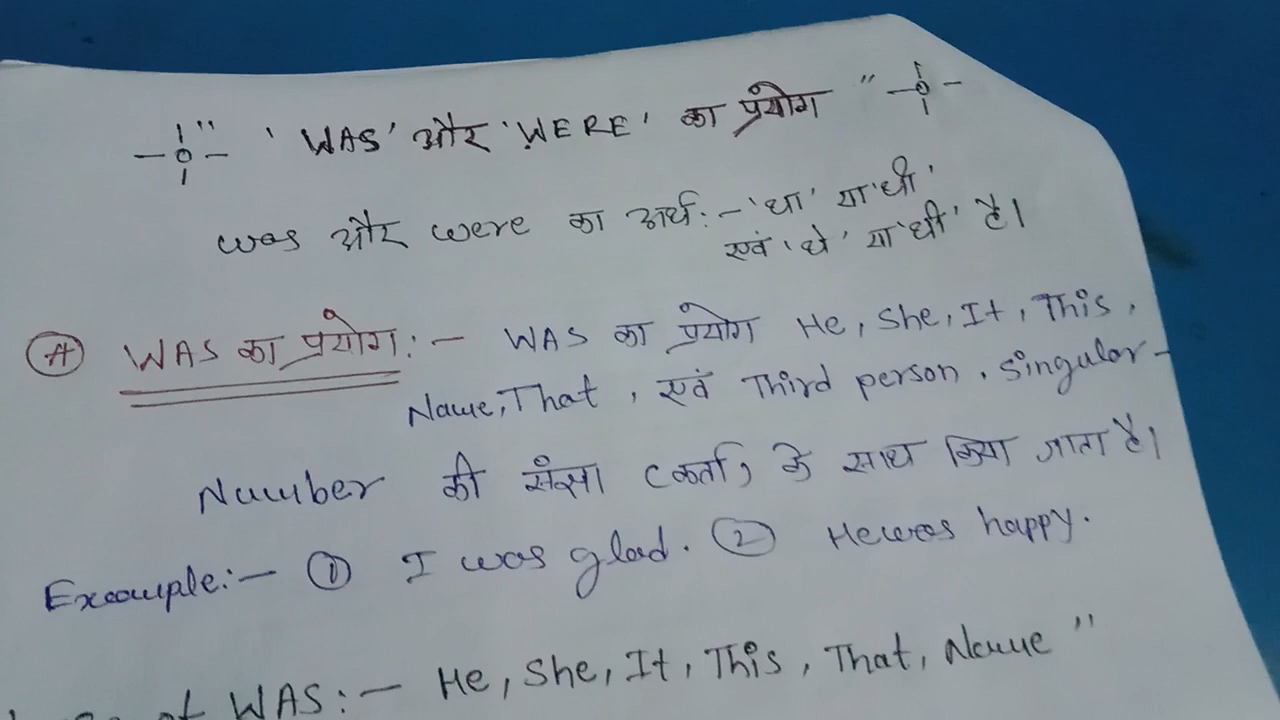 " 'WAS' और 'WERE' का प्रयोग "
was और were का अर्थ:- 'था' या 'थी'
एवं 'थे' या 'थी' है।
(A) WAS का प्रयोग:- WAS का प्रयोग He, She, It, This,
Name, That, एवं Third person, Singular-
Number की संज्ञा (कर्ता) के साथ किया जाता है।
Example:- ① I was glad. ② He was happy.
of WAS:- He, She, It, This, That, Name "